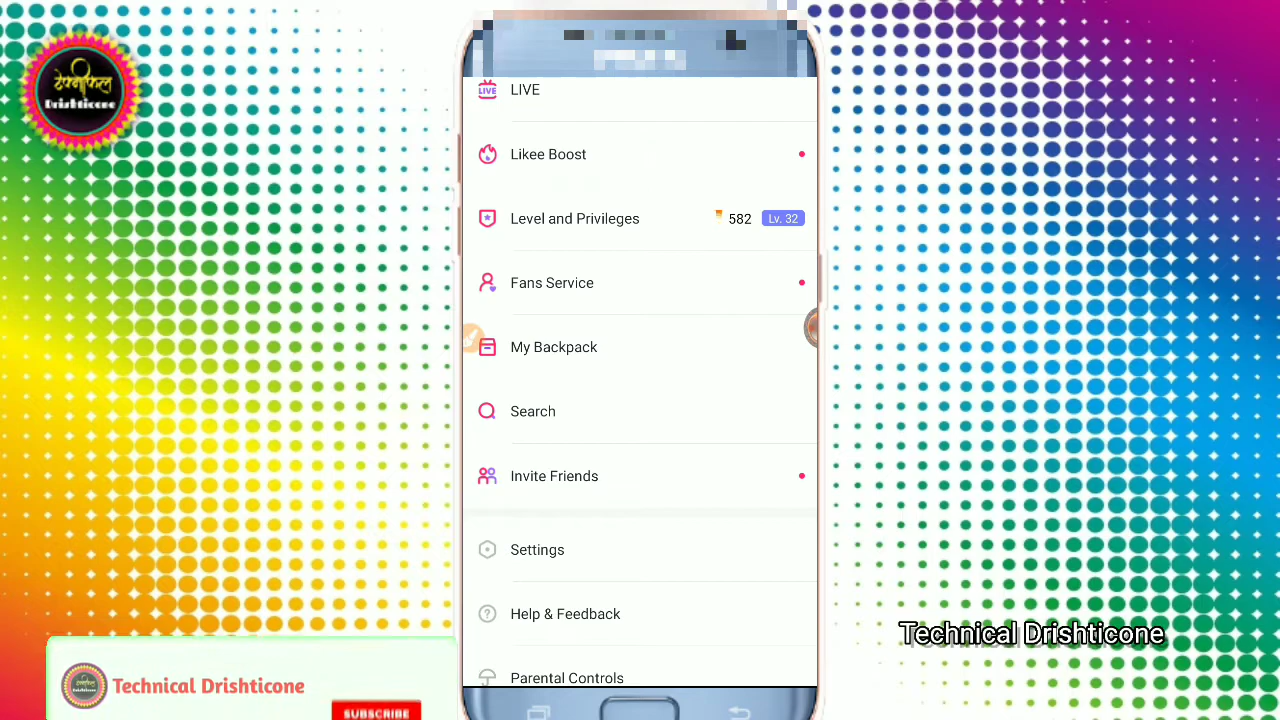 टेक्नीकल
Drishticone
LIVE
LIVE
Likee Boost
Level and Privileges
582
Lv. 32
Fans Service
My Backpack
Search
Invite Friends
Settings
Help & Feedback
Parental Controls
Technical Drishticone
Technical Drishticone
SUBSCRIBE